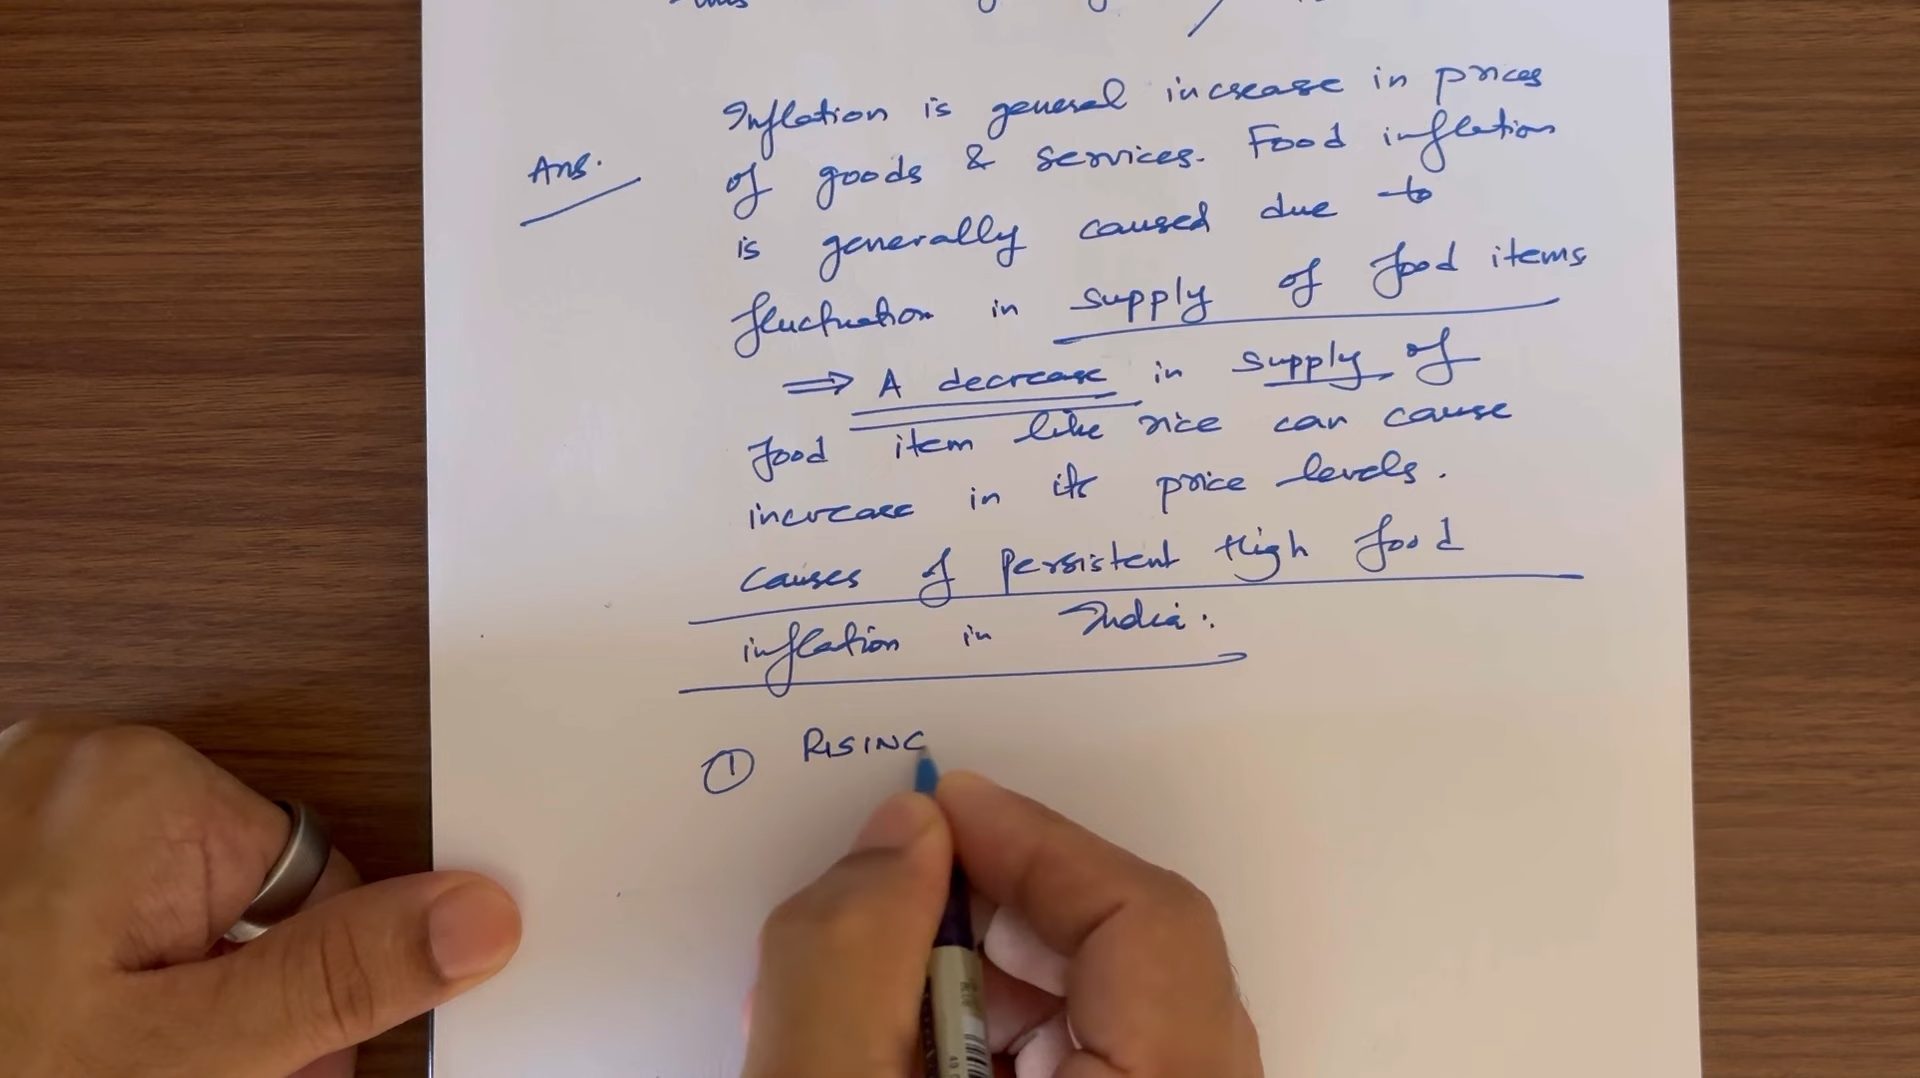 Ans.
Inflation is general increase in prices
of goods & services. Food inflation
is generally caused due to
fluctuation in supply of food items
⇒ A decrease in supply of
food item like rice can cause
increase in its price levels.
Causes of Persistent High food
inflation in India:
① RISING